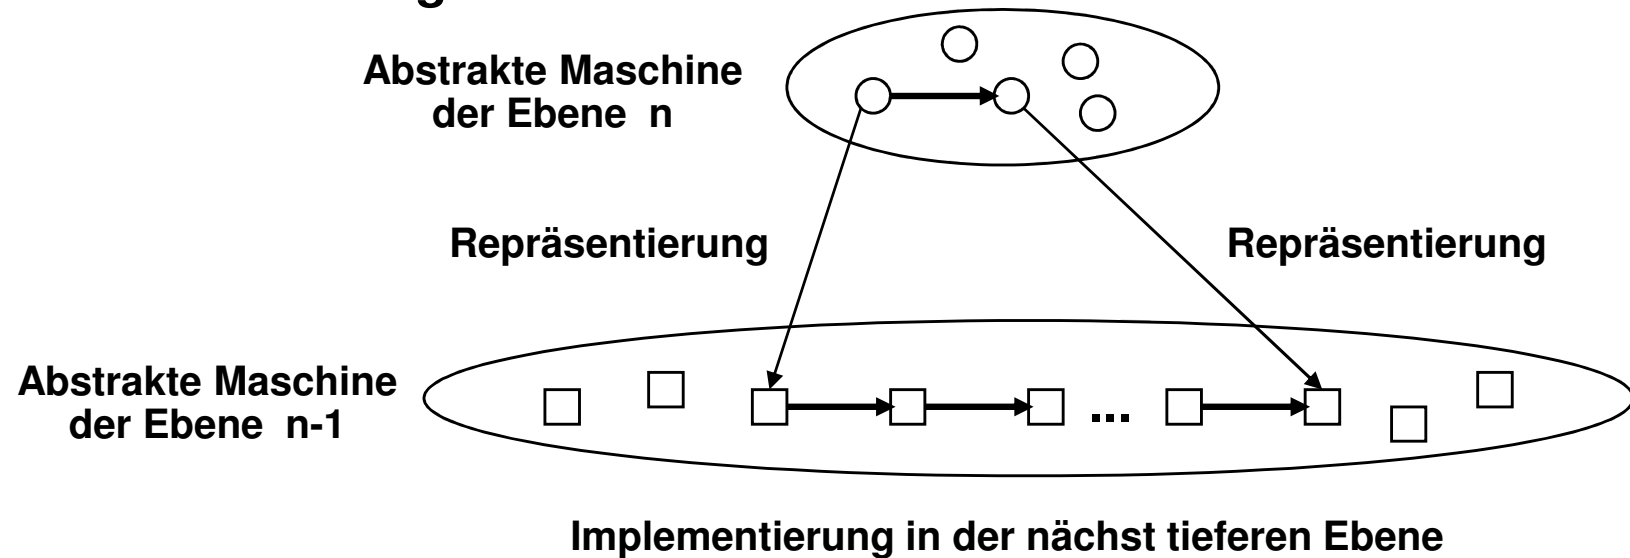 Abstrakte Maschine
der Ebene n
Repräsentierung
Repräsentierung
Abstrakte Maschine
der Ebene n-1
...
Implementierung in der nächst tieferen Ebene